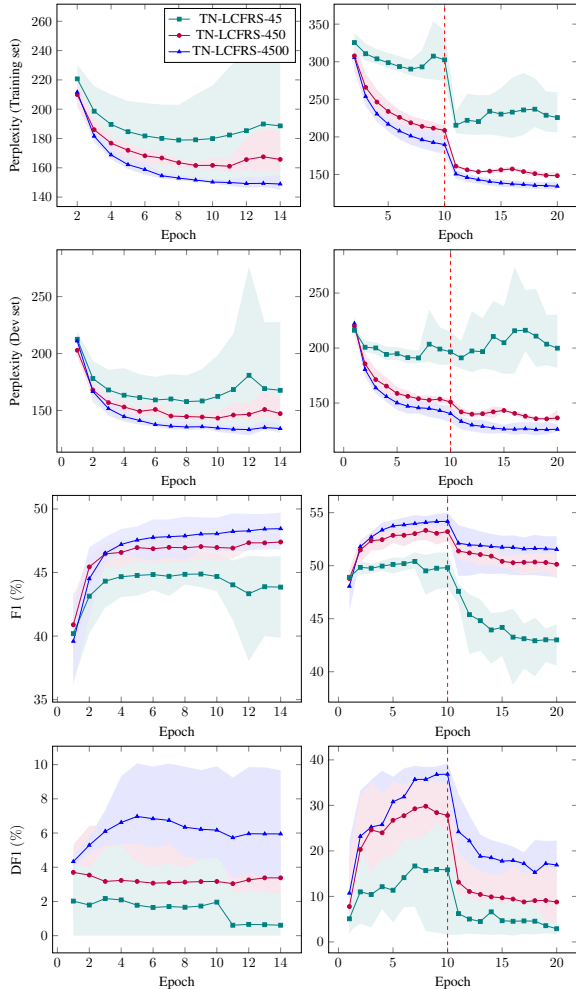 TN-LCFRS-45
TN-LCFRS-450
TN-LCFRS-4500
Perplexity (Training set)
140 160 180 200 220 240 260
2 4 6 8 10 12 14
Epoch
150 200 250 300 350
5 10 15 20
Epoch
Perplexity (Dev set)
150 200 250
0 2 4 6 8 10 12 14
Epoch
150 200 250
0 5 10 15 20
Epoch
F1 (%)
35 40 45 50
0 2 4 6 8 10 12 14
Epoch
40 45 50 55
0 5 10 15 20
Epoch
DF1 (%)
0 2 4 6 8 10
0 2 4 6 8 10 12 14
Epoch
0 10 20 30 40
0 5 10 15 20
Epoch